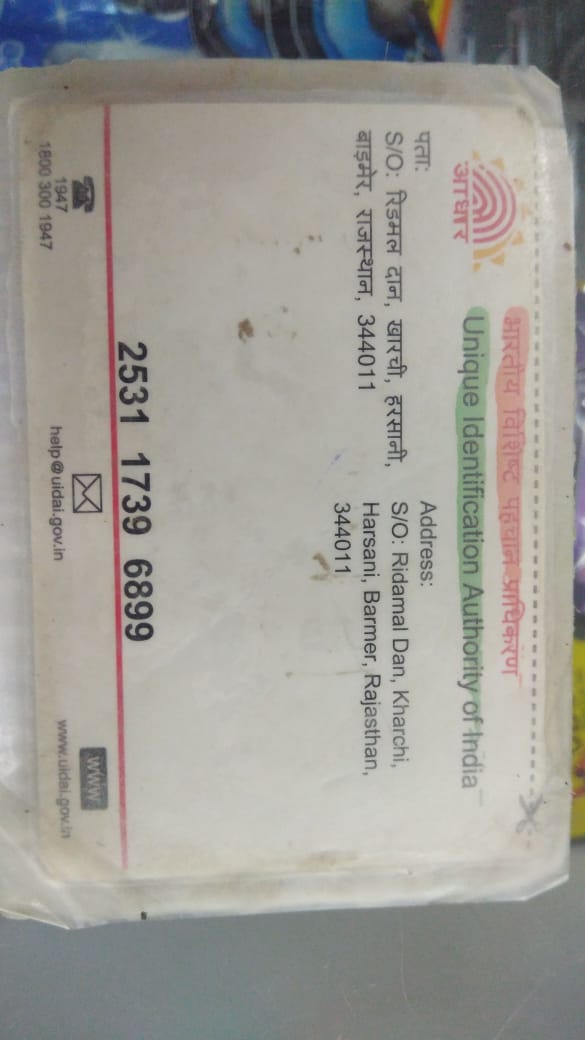 भारतीय विशिष्ट पहचान प्राधिकरण
Unique Identification Authority of India
आधार
पता:
S/O: रिडमल दान, खारची, हरसानी,
बाड़मेर, राजस्थान, 344011
Address:
S/O: Ridamal Dan, Kharchi,
Harsani, Barmer, Rajasthan,
344011
2531 1739 6899
1947
1800 300 1947
help@uidai.gov.in
www
www.uidai.gov.in